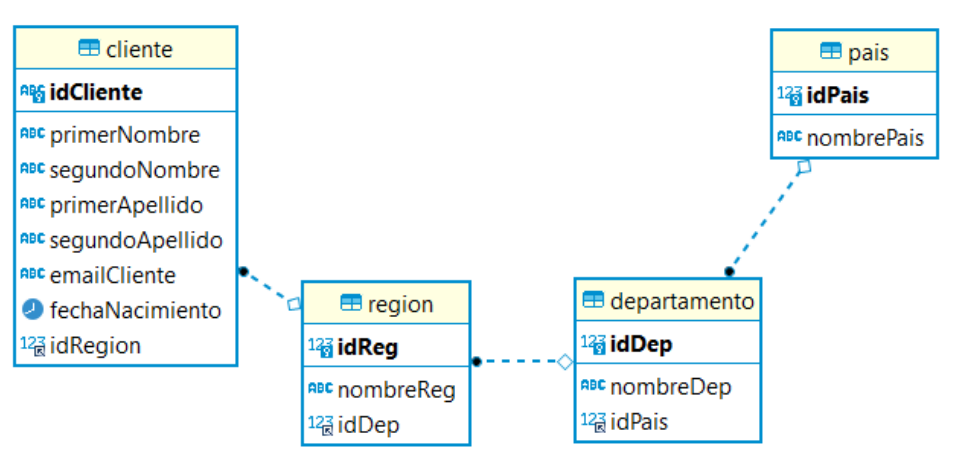 cliente
idCliente
ABC primerNombre
ABC segundoNombre
ABC primerApellido
ABC segundoApellido
ABC emailCliente
fechaNacimiento
123 idRegion
region
123 idReg
ABC nombreReg
123 idDep
departamento
123 idDep
ABC nombreDep
123 idPais
pais
123 idPais
ABC nombrePais